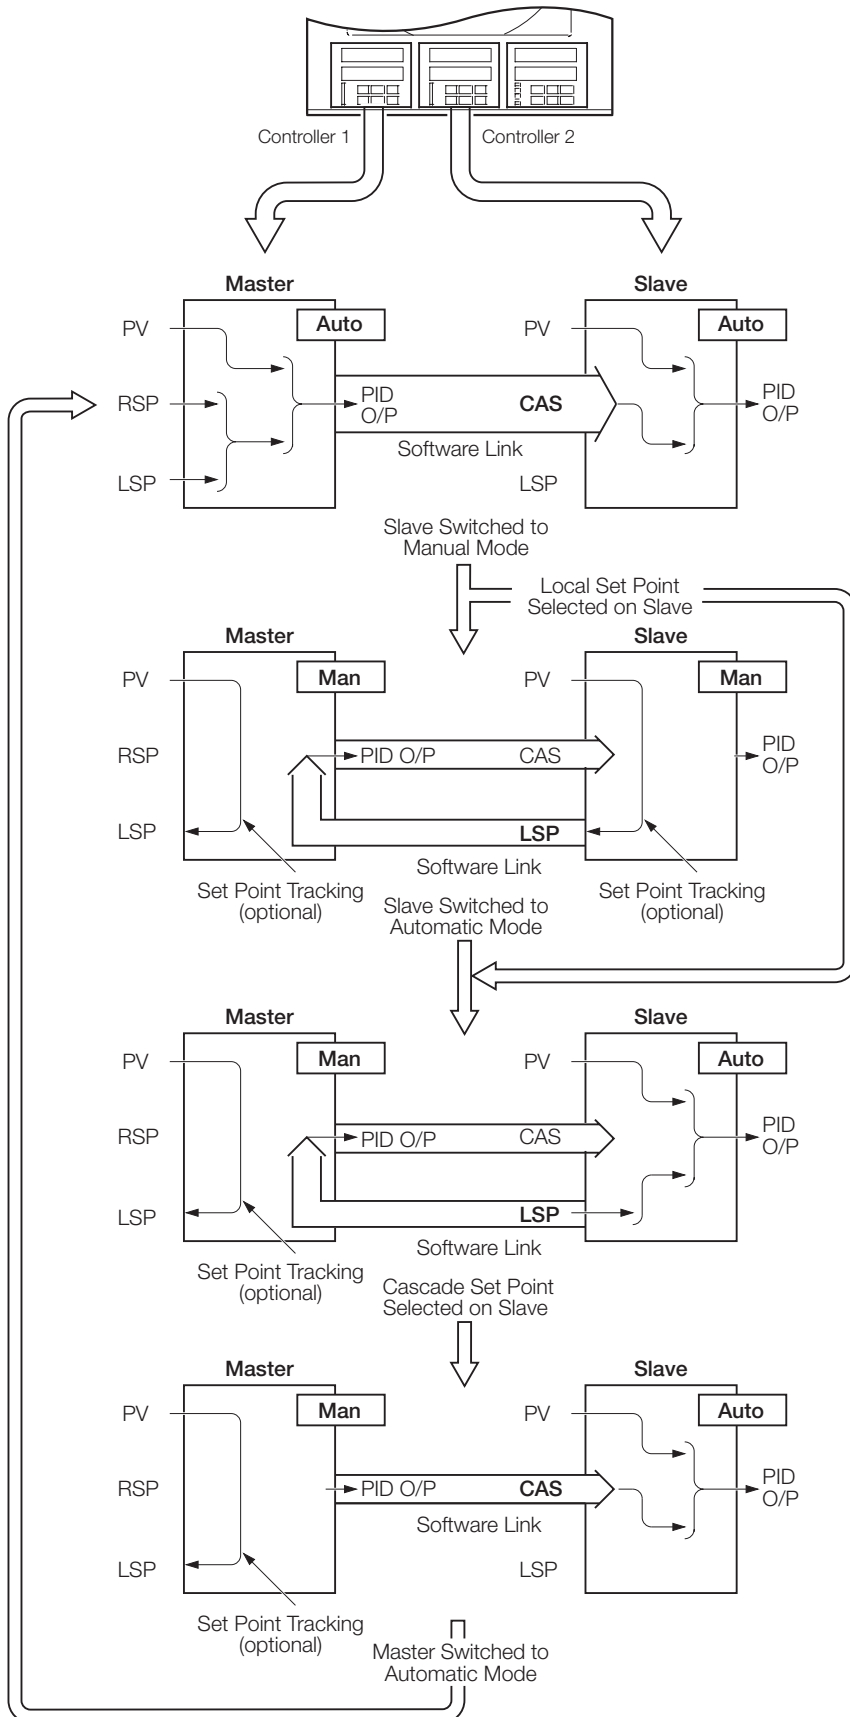 Controller 1
Controller 2
Master
Slave
PV
Auto
PV
Auto
RSP
PID
O/P
CAS
PID
O/P
Software Link
LSP
LSP
Slave Switched to
Manual Mode
Local Set Point
Selected on Slave
Master
Slave
PV
Man
PV
Man
RSP
PID O/P
CAS
PID
O/P
LSP
LSP
Software Link
Set Point Tracking
(optional)
Set Point Tracking
(optional)
Slave Switched to
Automatic Mode
Master
Slave
PV
Man
PV
Auto
RSP
PID O/P
CAS
PID
O/P
LSP
LSP
Software Link
Set Point Tracking
(optional)
Cascade Set Point
Selected on Slave
Master
Slave
PV
Man
PV
Auto
RSP
PID O/P
CAS
PID
O/P
Software Link
LSP
LSP
Set Point Tracking
(optional)
Master Switched to
Automatic Mode